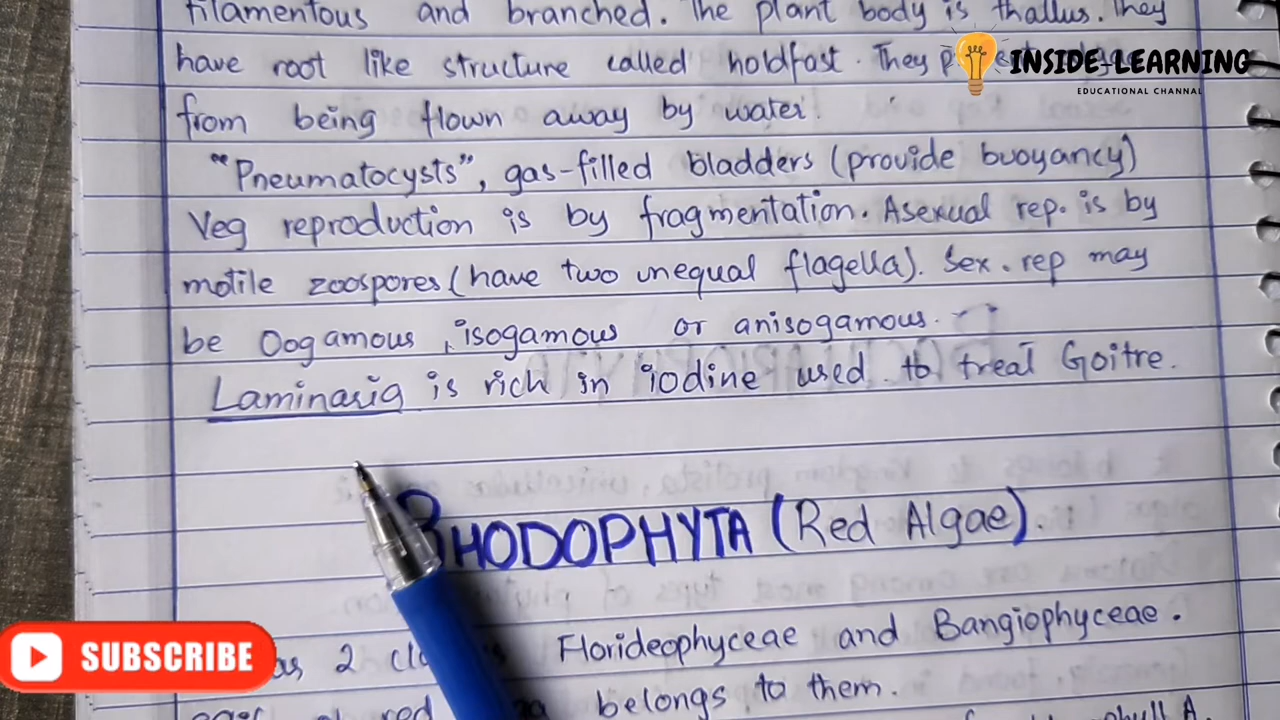 filamentous and branched. The plant body is thallus. They
have root like structure called holdfast. They
INSIDE-LEARNING
EDUCATIONAL CHANNEL
from being flown away by water.
"Pneumatocysts", gas-filled bladders (provide buoyancy)
Veg reproduction is by fragmentation. Asexual rep. is by
motile zoospores (have two unequal flagella). Sex. rep may
be Oogamous, isogamous or anisogamous.
Laminaria is rich in iodine used to treat Goitre.
RHODOPHYTA (Red Algae).
2 Florideophyceae and Bangiophyceae.
SUBSCRIBE
red belongs to them.